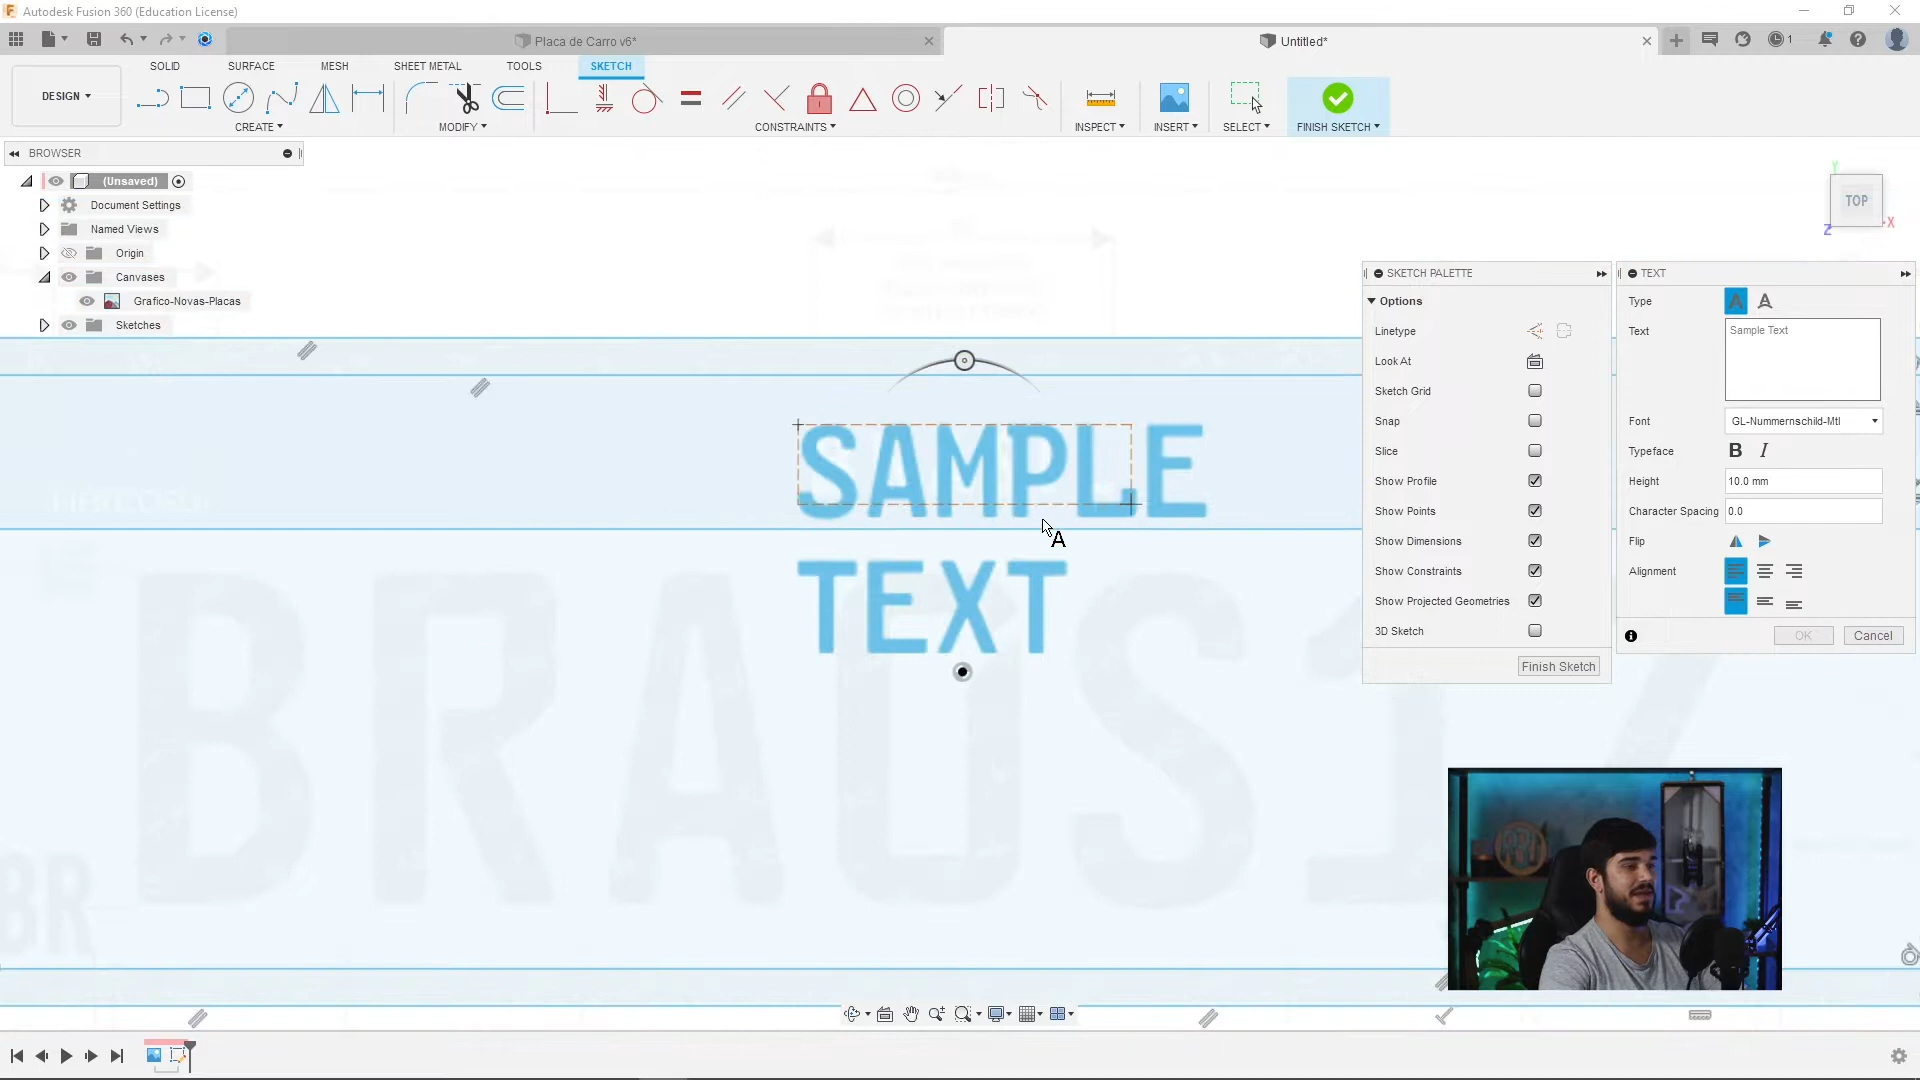 Autodesk Fusion 360 (Education License)
Placa de Carro v6*
Untitled*
1
SOLID SURFACE MESH SHEET METAL TOOLS SKETCH
DESIGN
CREATE MODIFY CONSTRAINTS INSPECT INSERT SELECT FINISH SKETCH
BROWSER
(Unsaved)
Document Settings
Named Views
Origin
Canvases
Grafico-Novas-Placas
Sketches
Y
TOP
X
Z
SKETCH PALETTE
Options
Linetype
Look At
Sketch Grid
Snap
Slice
Show Profile
Show Points
Show Dimensions
Show Constraints
Show Projected Geometries
3D Sketch
Finish Sketch
TEXT
Type
Text Sample Text
Font GL-Nummernschild-Mtl
Typeface B I
Height 10.0 mm
Character Spacing 0.0
Flip
Alignment
OK Cancel
SAMPLE
TEXT
A
BRAOS17
BR